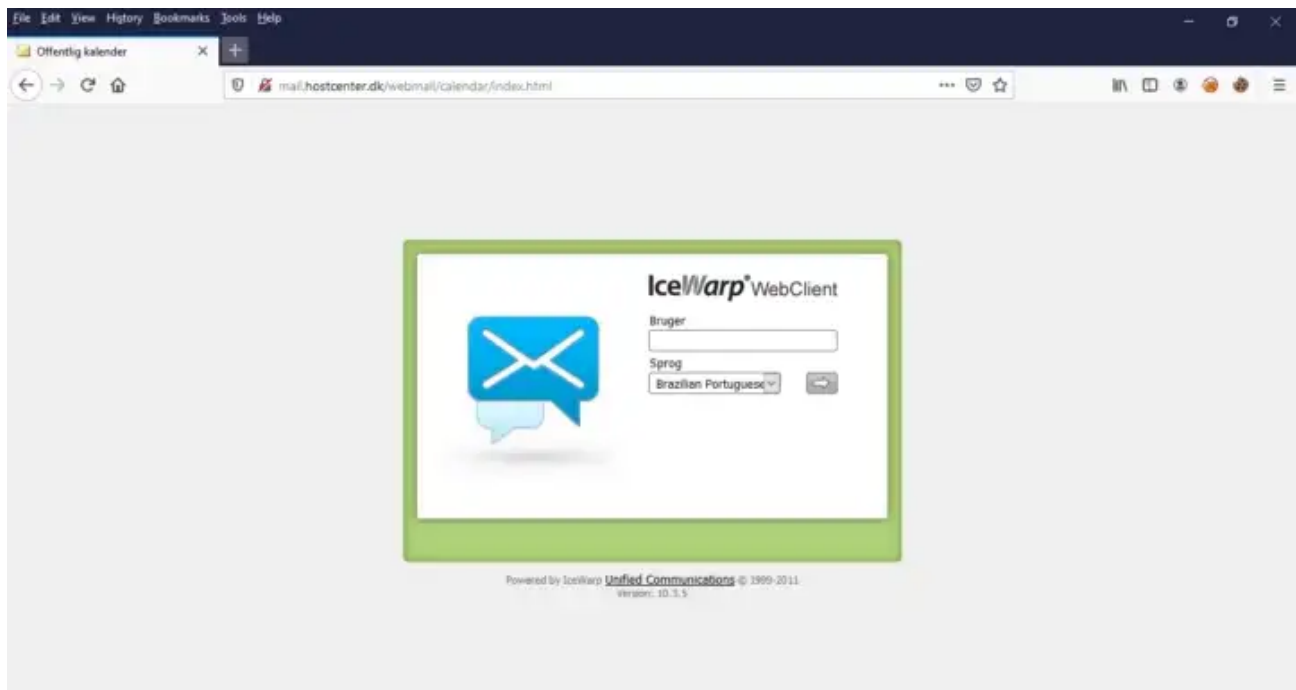 File Edit View History Bookmarks Tools Help
Offentlig kalender
mail.hostcenter.dk/webmail/calendar/index.html
IceWarp® WebClient
Bruger
Sprog
Brazilian Portuguese
Powered by IceWarp Unified Communications © 1999-2011
Version: 10.3.5